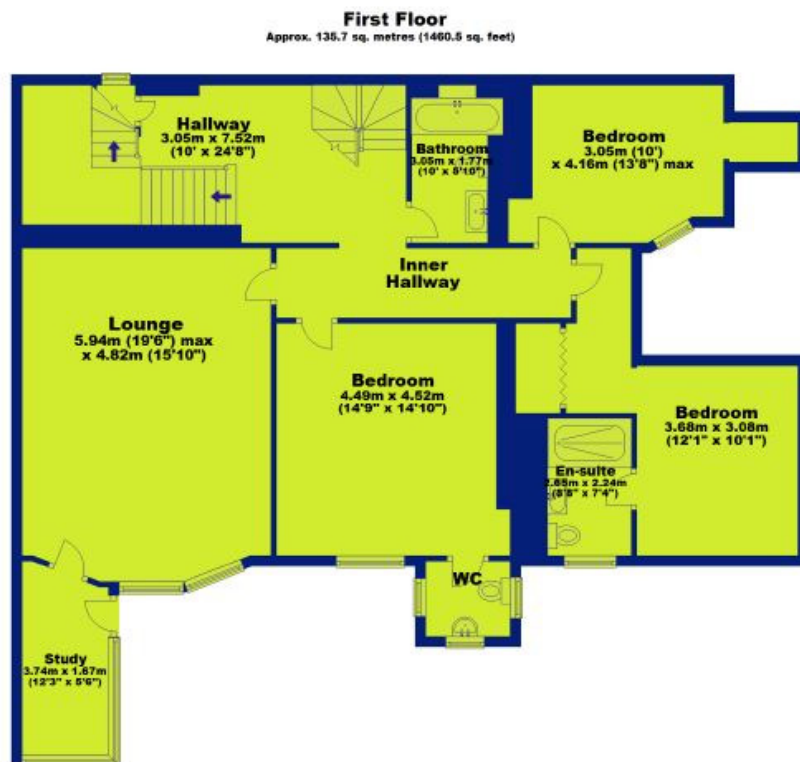 First Floor
Approx. 135.7 sq. metres (1460.5 sq. feet)
Hallway
3.05m x 7.52m
(10' x 24'8")
Bathroom
3.05m x 1.77m
(10' x 5'10")
Bedroom
3.05m (10')
x 4.16m (13'8") max
Inner
Hallway
Lounge
5.94m (19'6") max
x 4.82m (15'10")
Bedroom
4.49m x 4.52m
(14'9" x 14'10")
Bedroom
3.68m x 3.08m
(12'1" x 10'1")
En-suite
2.65m x 2.24m
(8'8" x 7'4")
WC
Study
3.74m x 1.67m
(12'3" x 5'6")